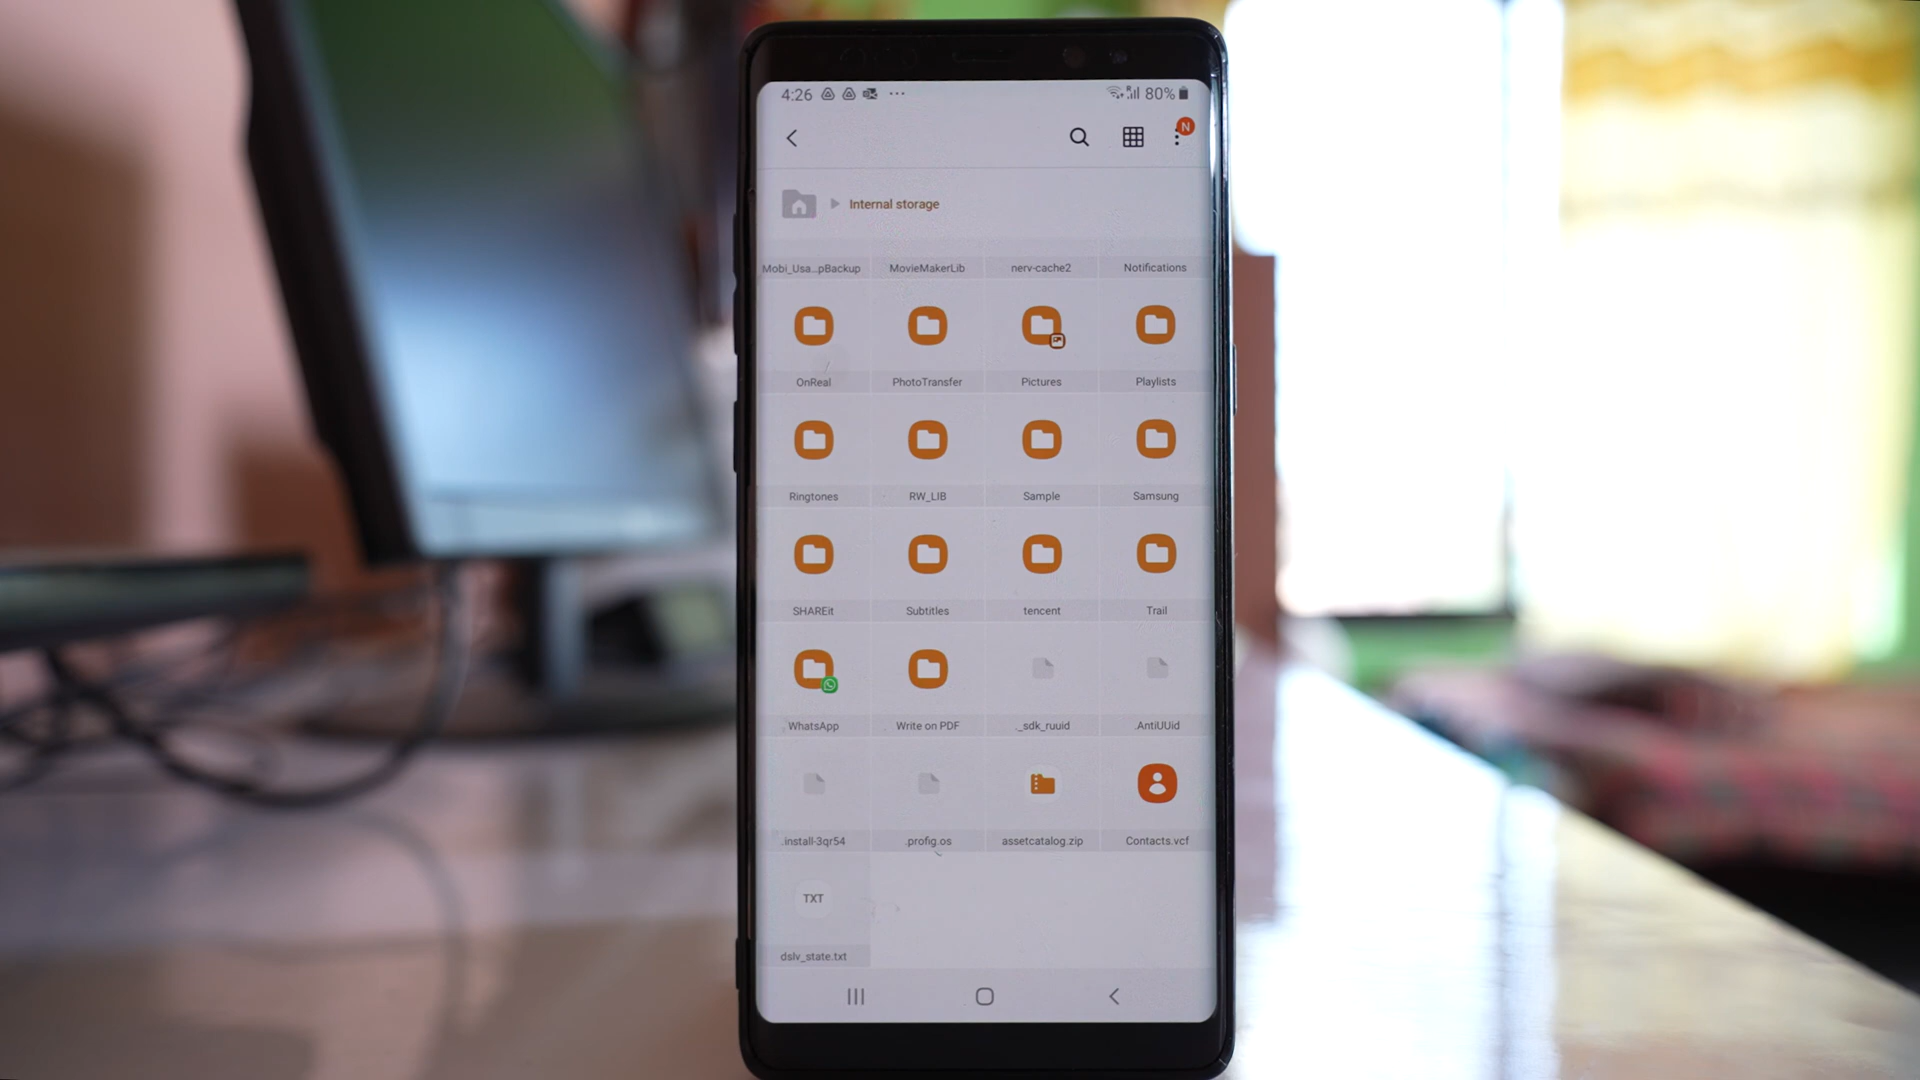 4:26 80%
N
Internal storage
Mobi_Usa...pBackup MovieMakerLib nerv-cache2 Notifications
OnReal PhotoTransfer Pictures Playlists
Ringtones RW_LIB Sample Samsung
SHAREit Subtitles tencent Trail
WhatsApp Write on PDF ._sdk_ruuid .AntiUUid
.install-3qr54 .profig.os assetcatalog.zip Contacts.vcf
TXT
dslv_state.txt